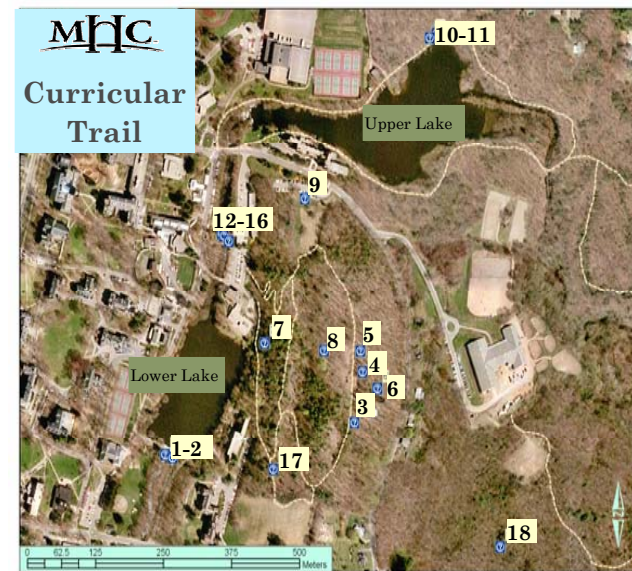 MHC
Curricular
Trail
10-11
Upper Lake
9
12-16
7
8
5
4
6
Lower Lake
3
1-2
17
18
0 62.5 125 250 375 500
Meters
N